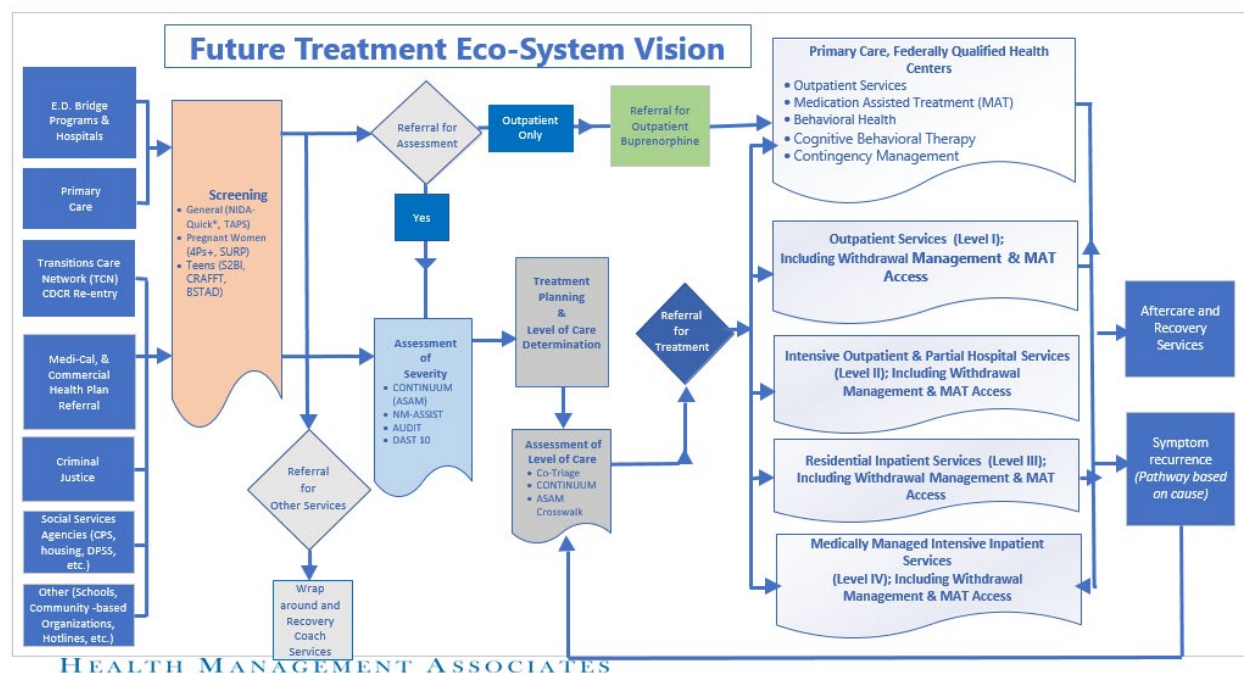 Future Treatment Eco-System Vision
E.D. Bridge
Programs &
Hospitals
Primary
Care
Transitions Care
Network (TCN)
CDCR Re-entry
Medi-Cal, &
Commercial
Health Plan
Referral
Criminal
Justice
Social Services
Agencies (CPS,
housing, DPSS,
etc.)
Other (Schools,
Community -based
Organizations,
Hotlines, etc.)
Screening
• General (NIDA-
Quick*, TAPS)
• Pregnant Women
(4Ps+, SURP)
• Teens (S2BI,
CRAFFT,
BSTAD)
Referral for
Assessment
Outpatient
Only
Referral for
Outpatient
Buprenorphine
Yes
Referral
for
Other Services
Wrap
around and
Recovery
Coach
Services
Assessment
of
Severity
• CONTINUUM
(ASAM)
• NM-ASSIST
• AUDIT
• DAST 10
Treatment
Planning
&
Level of Care
Determination
Assessment of
Level of Care
• Co-Triage
• CONTINUUM
• ASAM
Crosswalk
Referral
for
Treatment
Primary Care, Federally Qualified Health
Centers
• Outpatient Services
• Medication Assisted Treatment (MAT)
• Behavioral Health
• Cognitive Behavioral Therapy
• Contingency Management
Outpatient Services (Level I);
Including Withdrawal Management & MAT
Access
Intensive Outpatient & Partial Hospital Services
(Level II); Including Withdrawal
Management & MAT Access
Residential Inpatient Services (Level III);
Including Withdrawal Management & MAT
Access
Medically Managed Intensive Inpatient
Services
(Level IV); Including Withdrawal
Management & MAT Access
Aftercare and
Recovery
Services
Symptom
recurrence
(Pathway based
on cause)
HEALTH MANAGEMENT ASSOCIATES